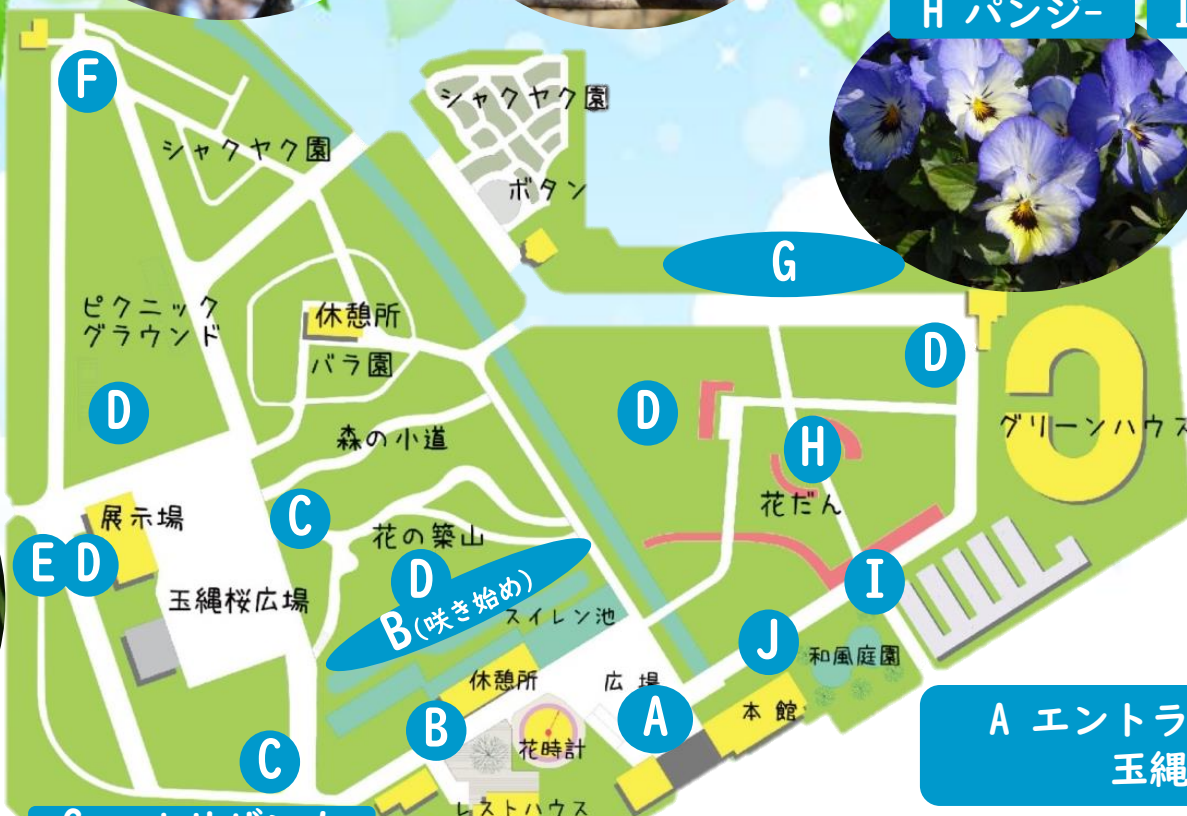 H パンジー
F
シャクヤク園
シャクヤク園
ボタン
G
ピクニック
グラウンド
休憩所
バラ園
D
D
D
グリーンハウス
森の小道
H
花だん
展示場
C
花の築山
E
D
D
B(咲き始め)
スイレン池
I
玉縄桜広場
J
和風庭園
休憩所
広場
A
本館
B
花時計
C
レストハウス
A エントラ
玉縄